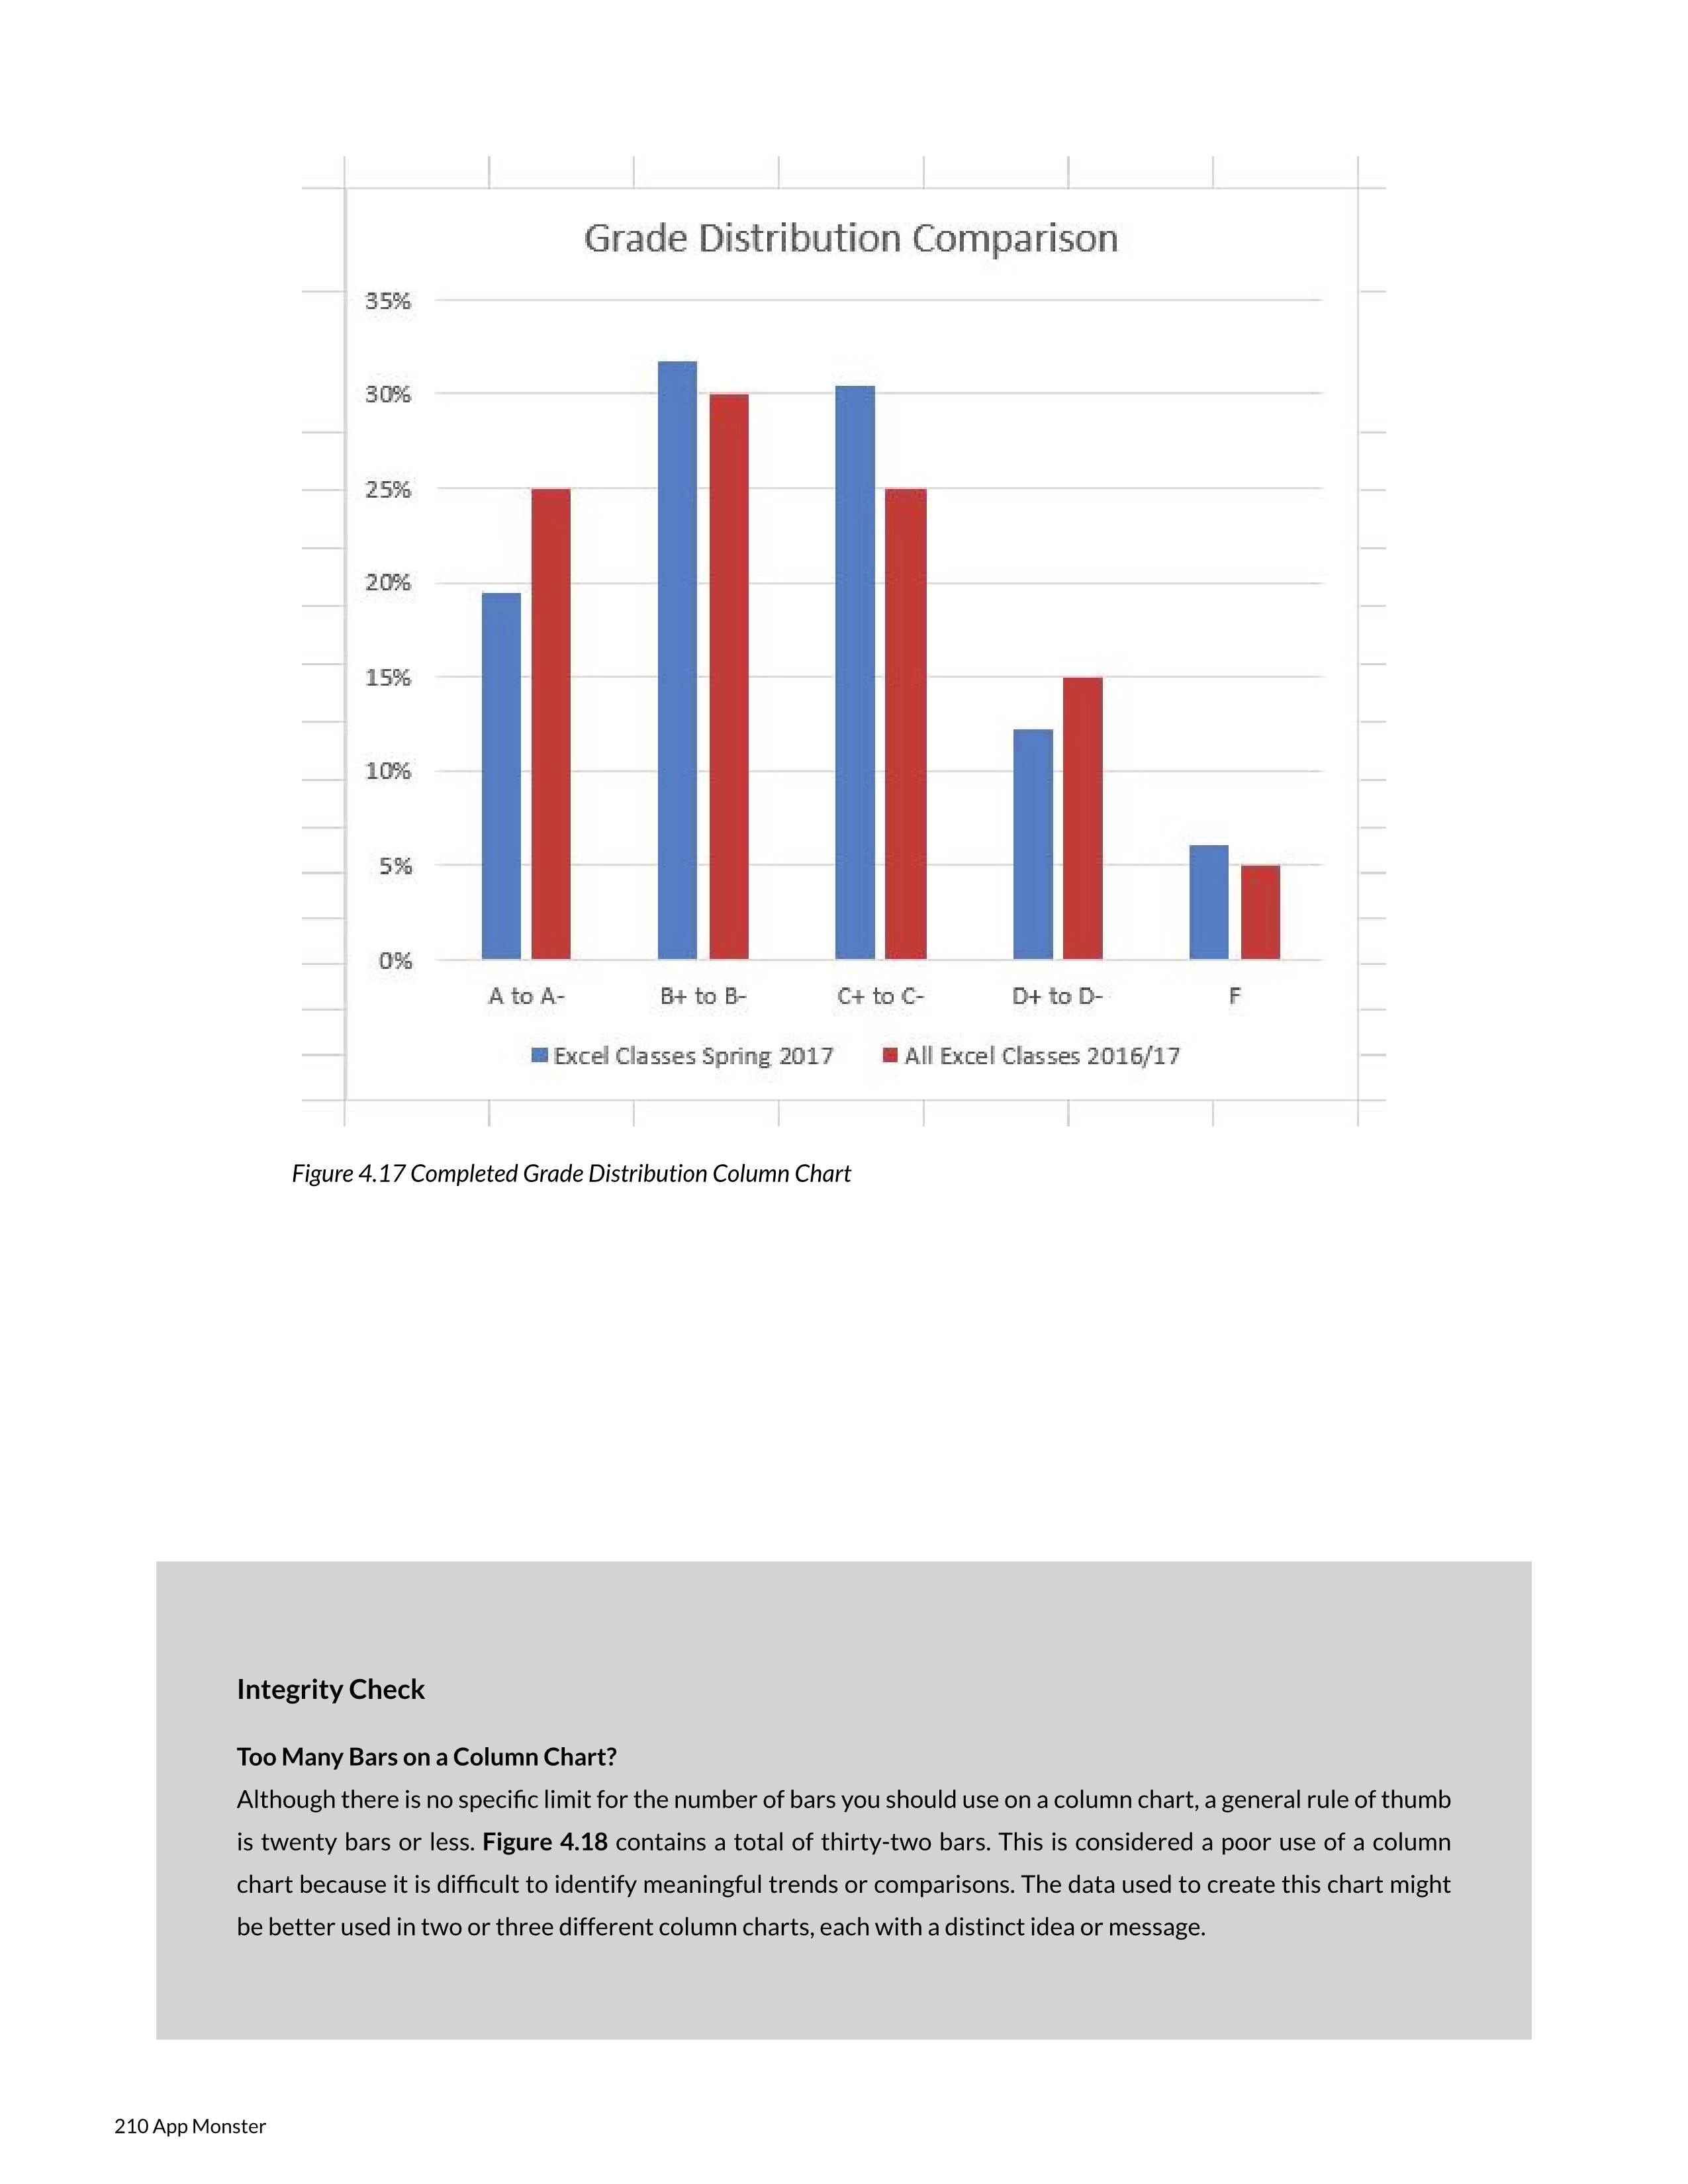 Grade Distribution Comparison
35%
30%
25%
20%
15%
10%
5%
0%
A to A-
B+ to B-
C+ to C-
D+ to D-
F
Excel Classes Spring 2017
All Excel Classes 2016/17
Figure 4.17 Completed Grade Distribution Column Chart
Integrity Check
Too Many Bars on a Column Chart?
Although there is no specific limit for the number of bars you should use on a column chart, a general rule of thumb
is twenty bars or less. Figure 4.18 contains a total of thirty-two bars. This is considered a poor use of a column
chart because it is difficult to identify meaningful trends or comparisons. The data used to create this chart might
be better used in two or three different column charts, each with a distinct idea or message.
210 App Monster